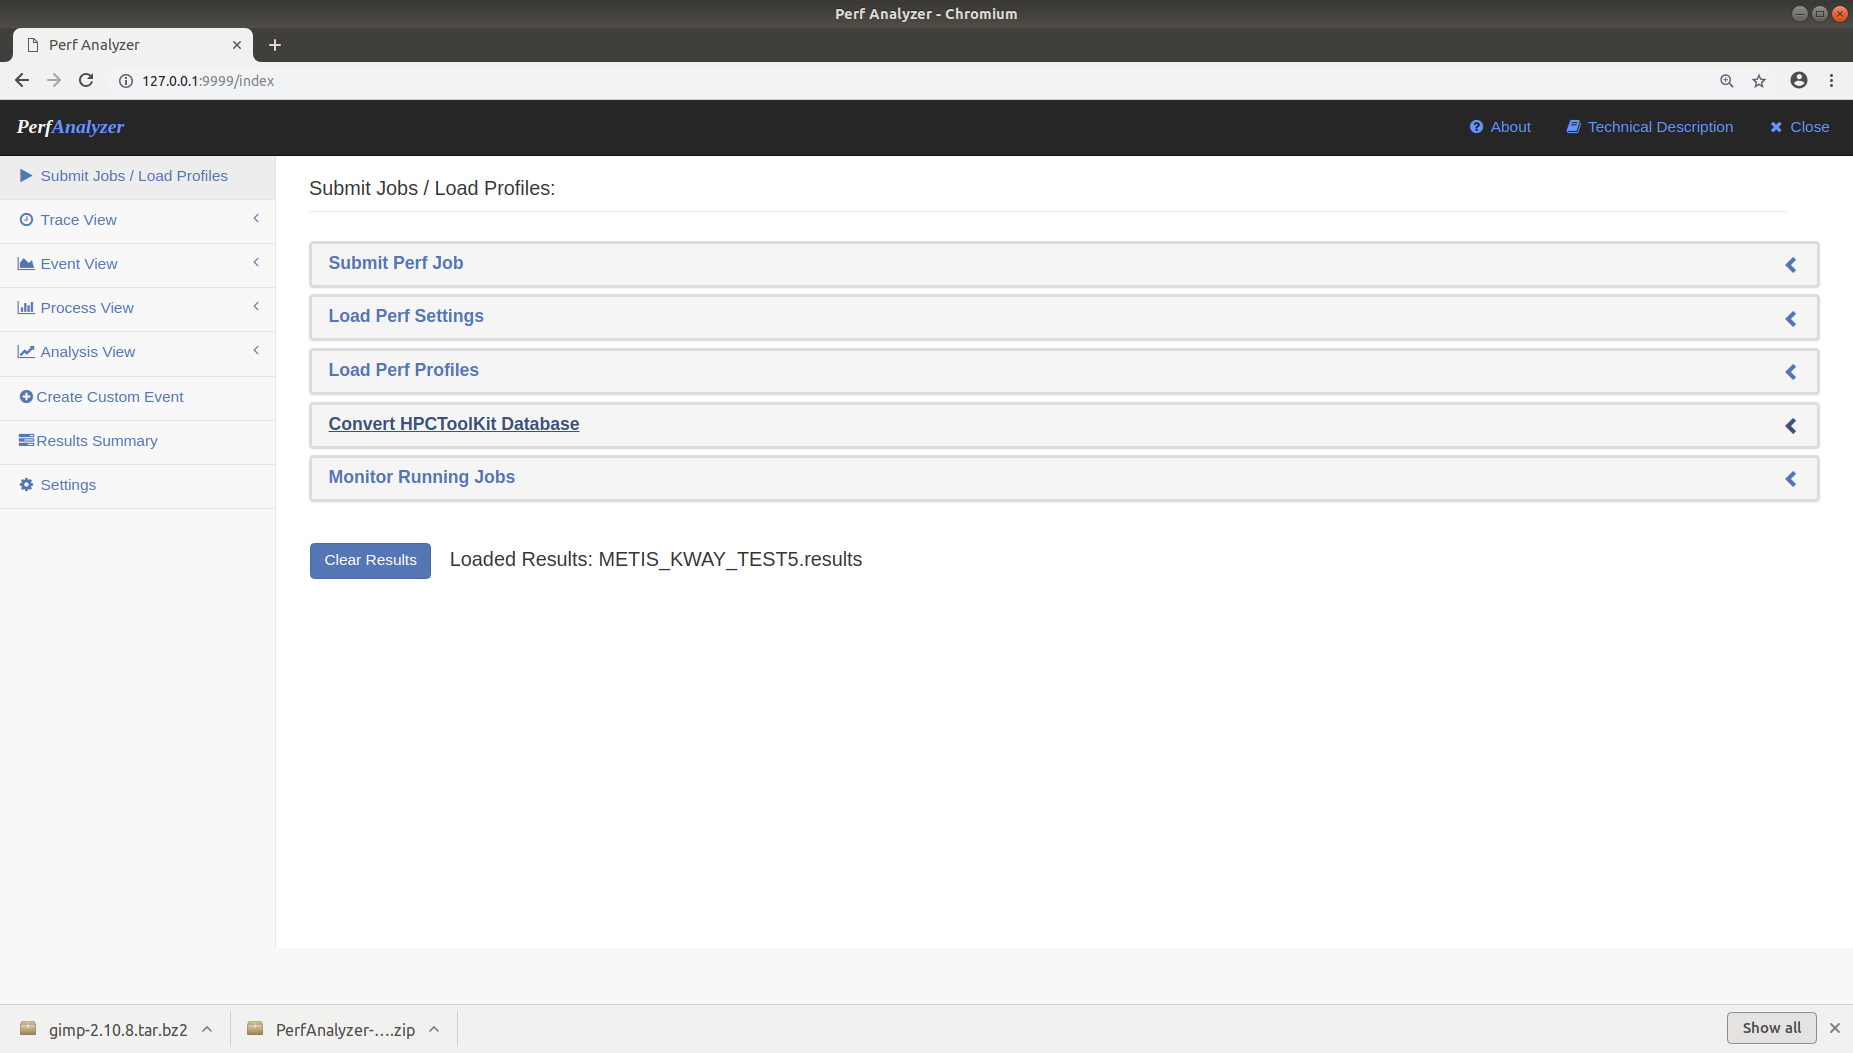 Perf Analyzer - Chromium
Perf Analyzer
127.0.0.1:9999/index
PerfAnalyzer
About
Technical Description
Close
Submit Jobs / Load Profiles
Trace View
Event View
Process View
Analysis View
Create Custom Event
Results Summary
Settings
Submit Jobs / Load Profiles:
Submit Perf Job
Load Perf Settings
Load Perf Profiles
Convert HPCToolKit Database
Monitor Running Jobs
Clear Results
Loaded Results: METIS_KWAY_TEST5.results
gimp-2.10.8.tar.bz2
PerfAnalyzer-....zip
Show all